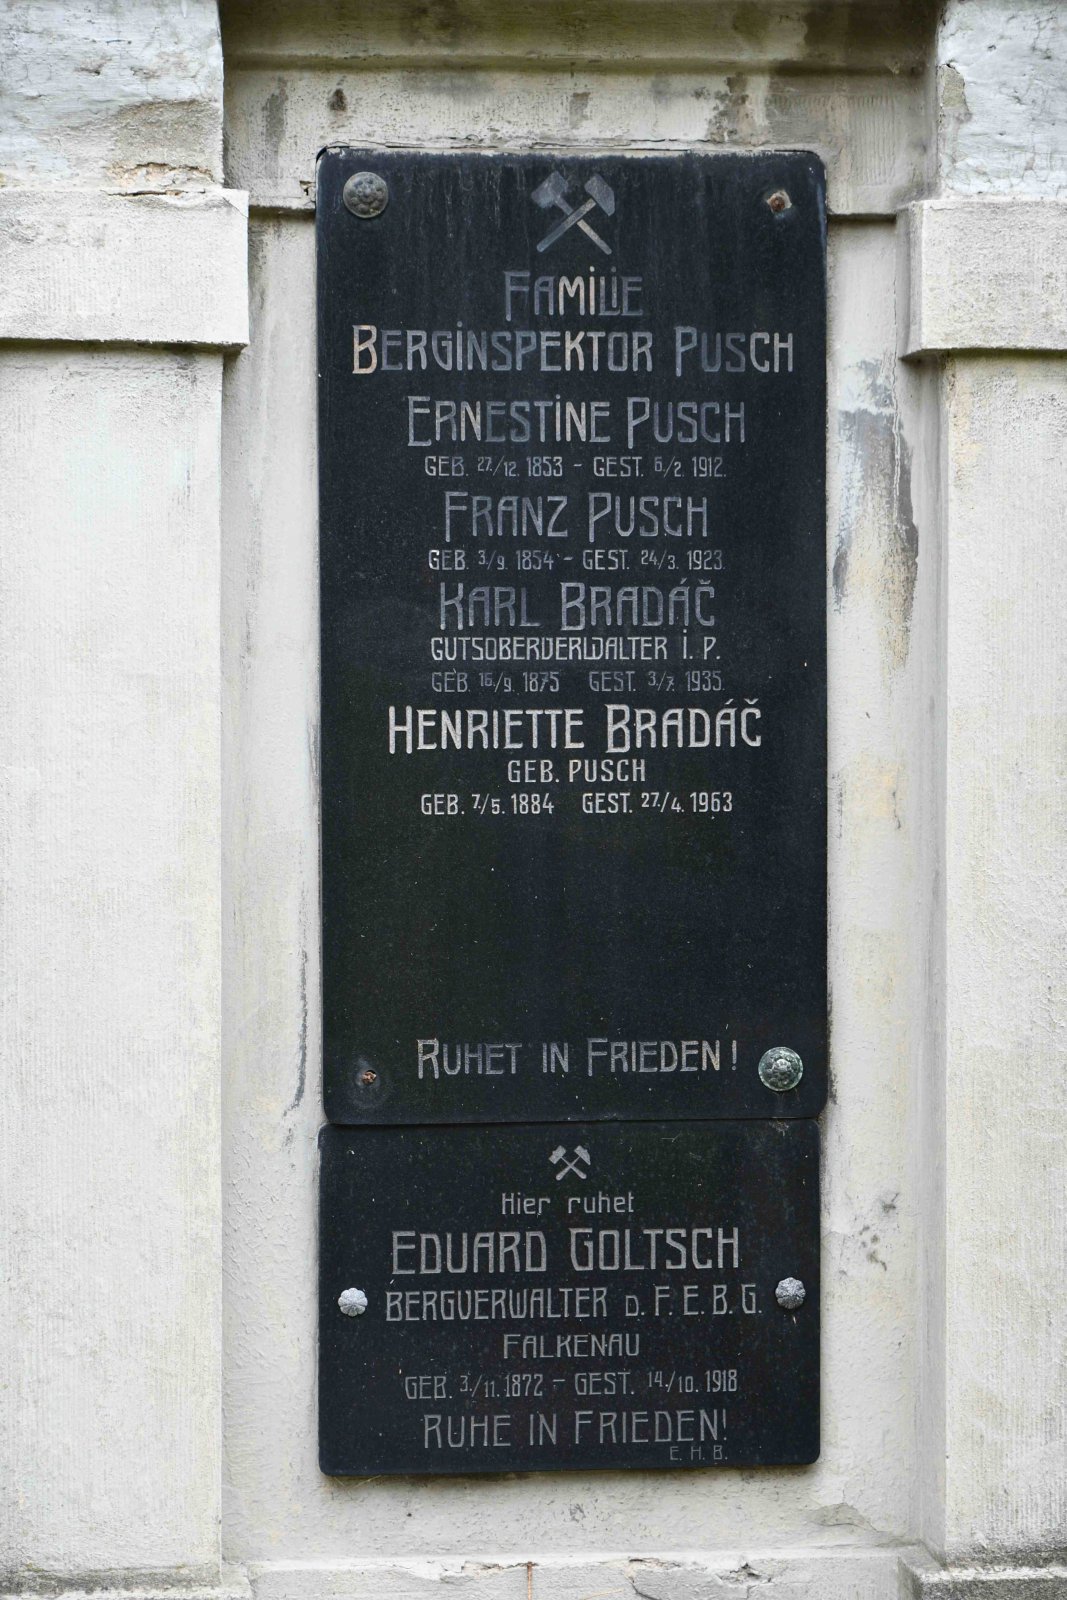 FAMILIE
BERGINSPEKTOR PUSCH
ERNESTINE PUSCH
GEB. 27./12. 1853 - GEST. 6./2. 1912.
FRANZ PUSCH
GEB. 3/9. 1854 - GEST. 24/3. 1923.
KARL BRADÁČ
GUTSOBERVERWALTER i. P.
GEB. 16./9. 1875 GEST. 3/7. 1935.
HENRIETTE BRADÁČ
GEB. PUSCH
GEB. 7./5. 1884 GEST. 27/4. 1963
RUHET IN FRIEDEN!
Hier ruhet
EDUARD GOLTSCH
BERGVERWALTER D. F. E. B. G.
FALKENAU
GEB. 3./11. 1872 - GEST. 14./10. 1918
RUHE IN FRIEDEN!
E. H. B.